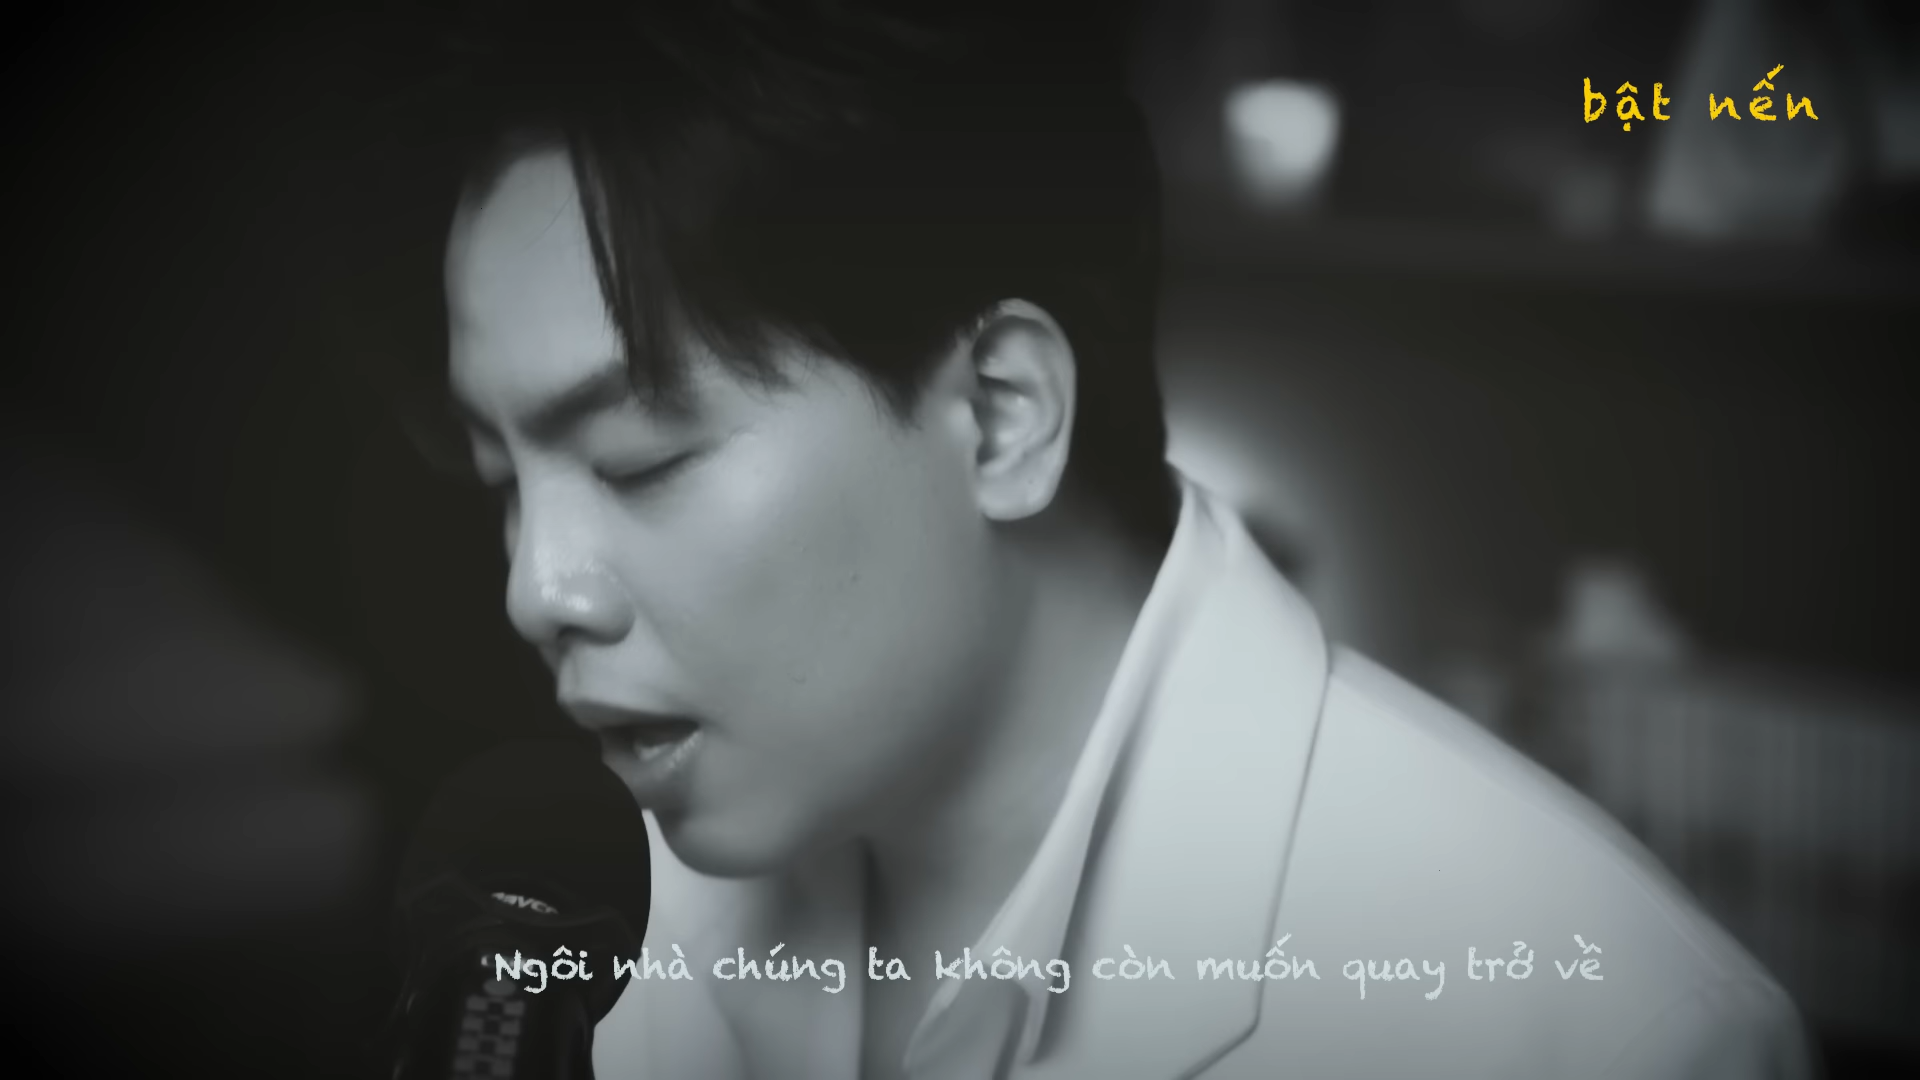 bật nến
Ngôi nhà chúng ta không còn muốn quay trở về